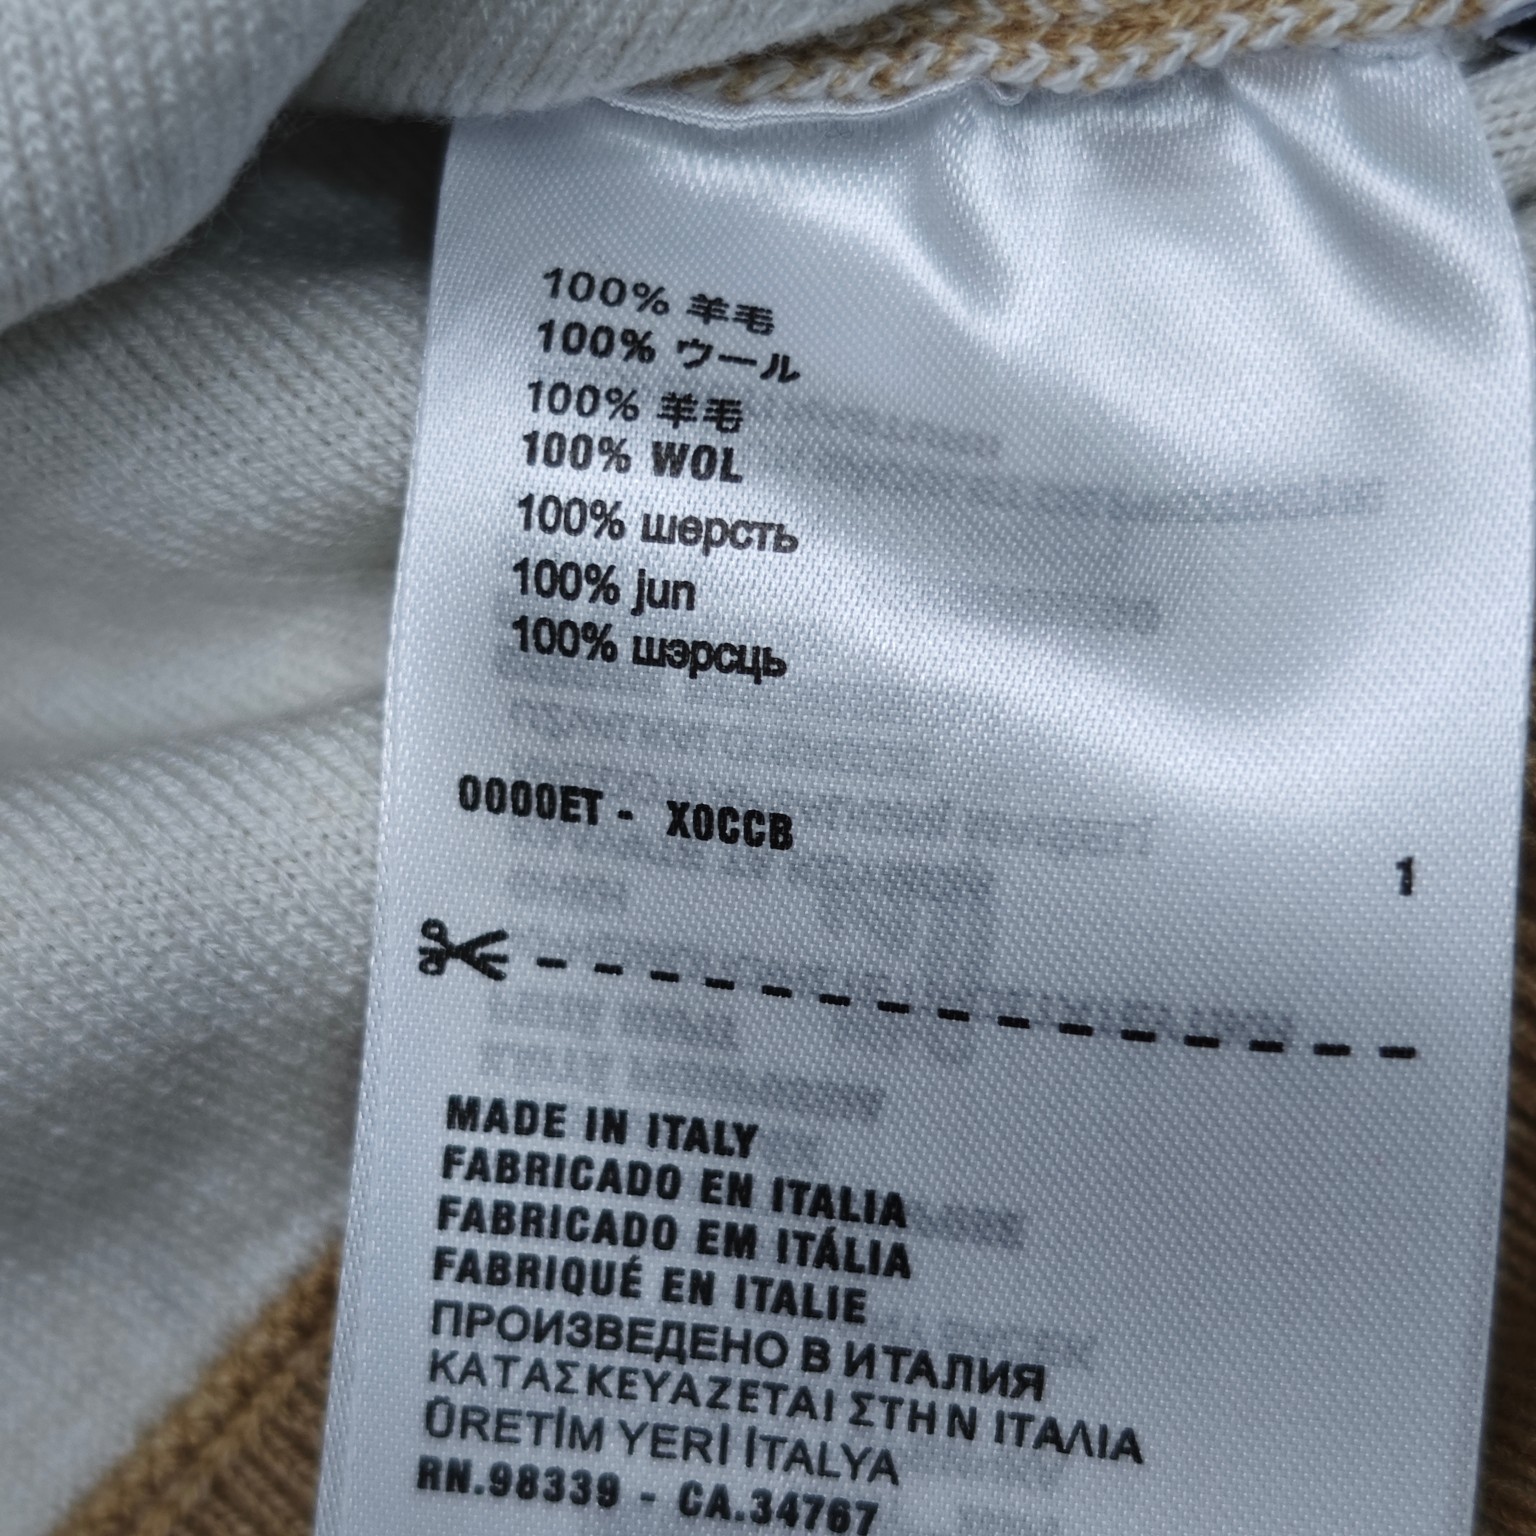 100% 羊毛
100% ウール
100% 羊毛
100% WOL
100% шерсть
100% jun
100% шэрсць
0000ET - X0CCB
1
MADE IN ITALY
FABRICADO EN ITALIA
FABRICADO EM ITÁLIA
FABRIQUÉ EN ITALIE
ПРОИЗВЕДЕНО В ИТАЛИЯ
ΚΑΤΑΣΚΕΥΑΖΕΤΑΙ ΣΤΗΝ ΙΤΑΛΙΑ
ÜRETİM YERİ İTALYA
RN.98339 - CA.34767